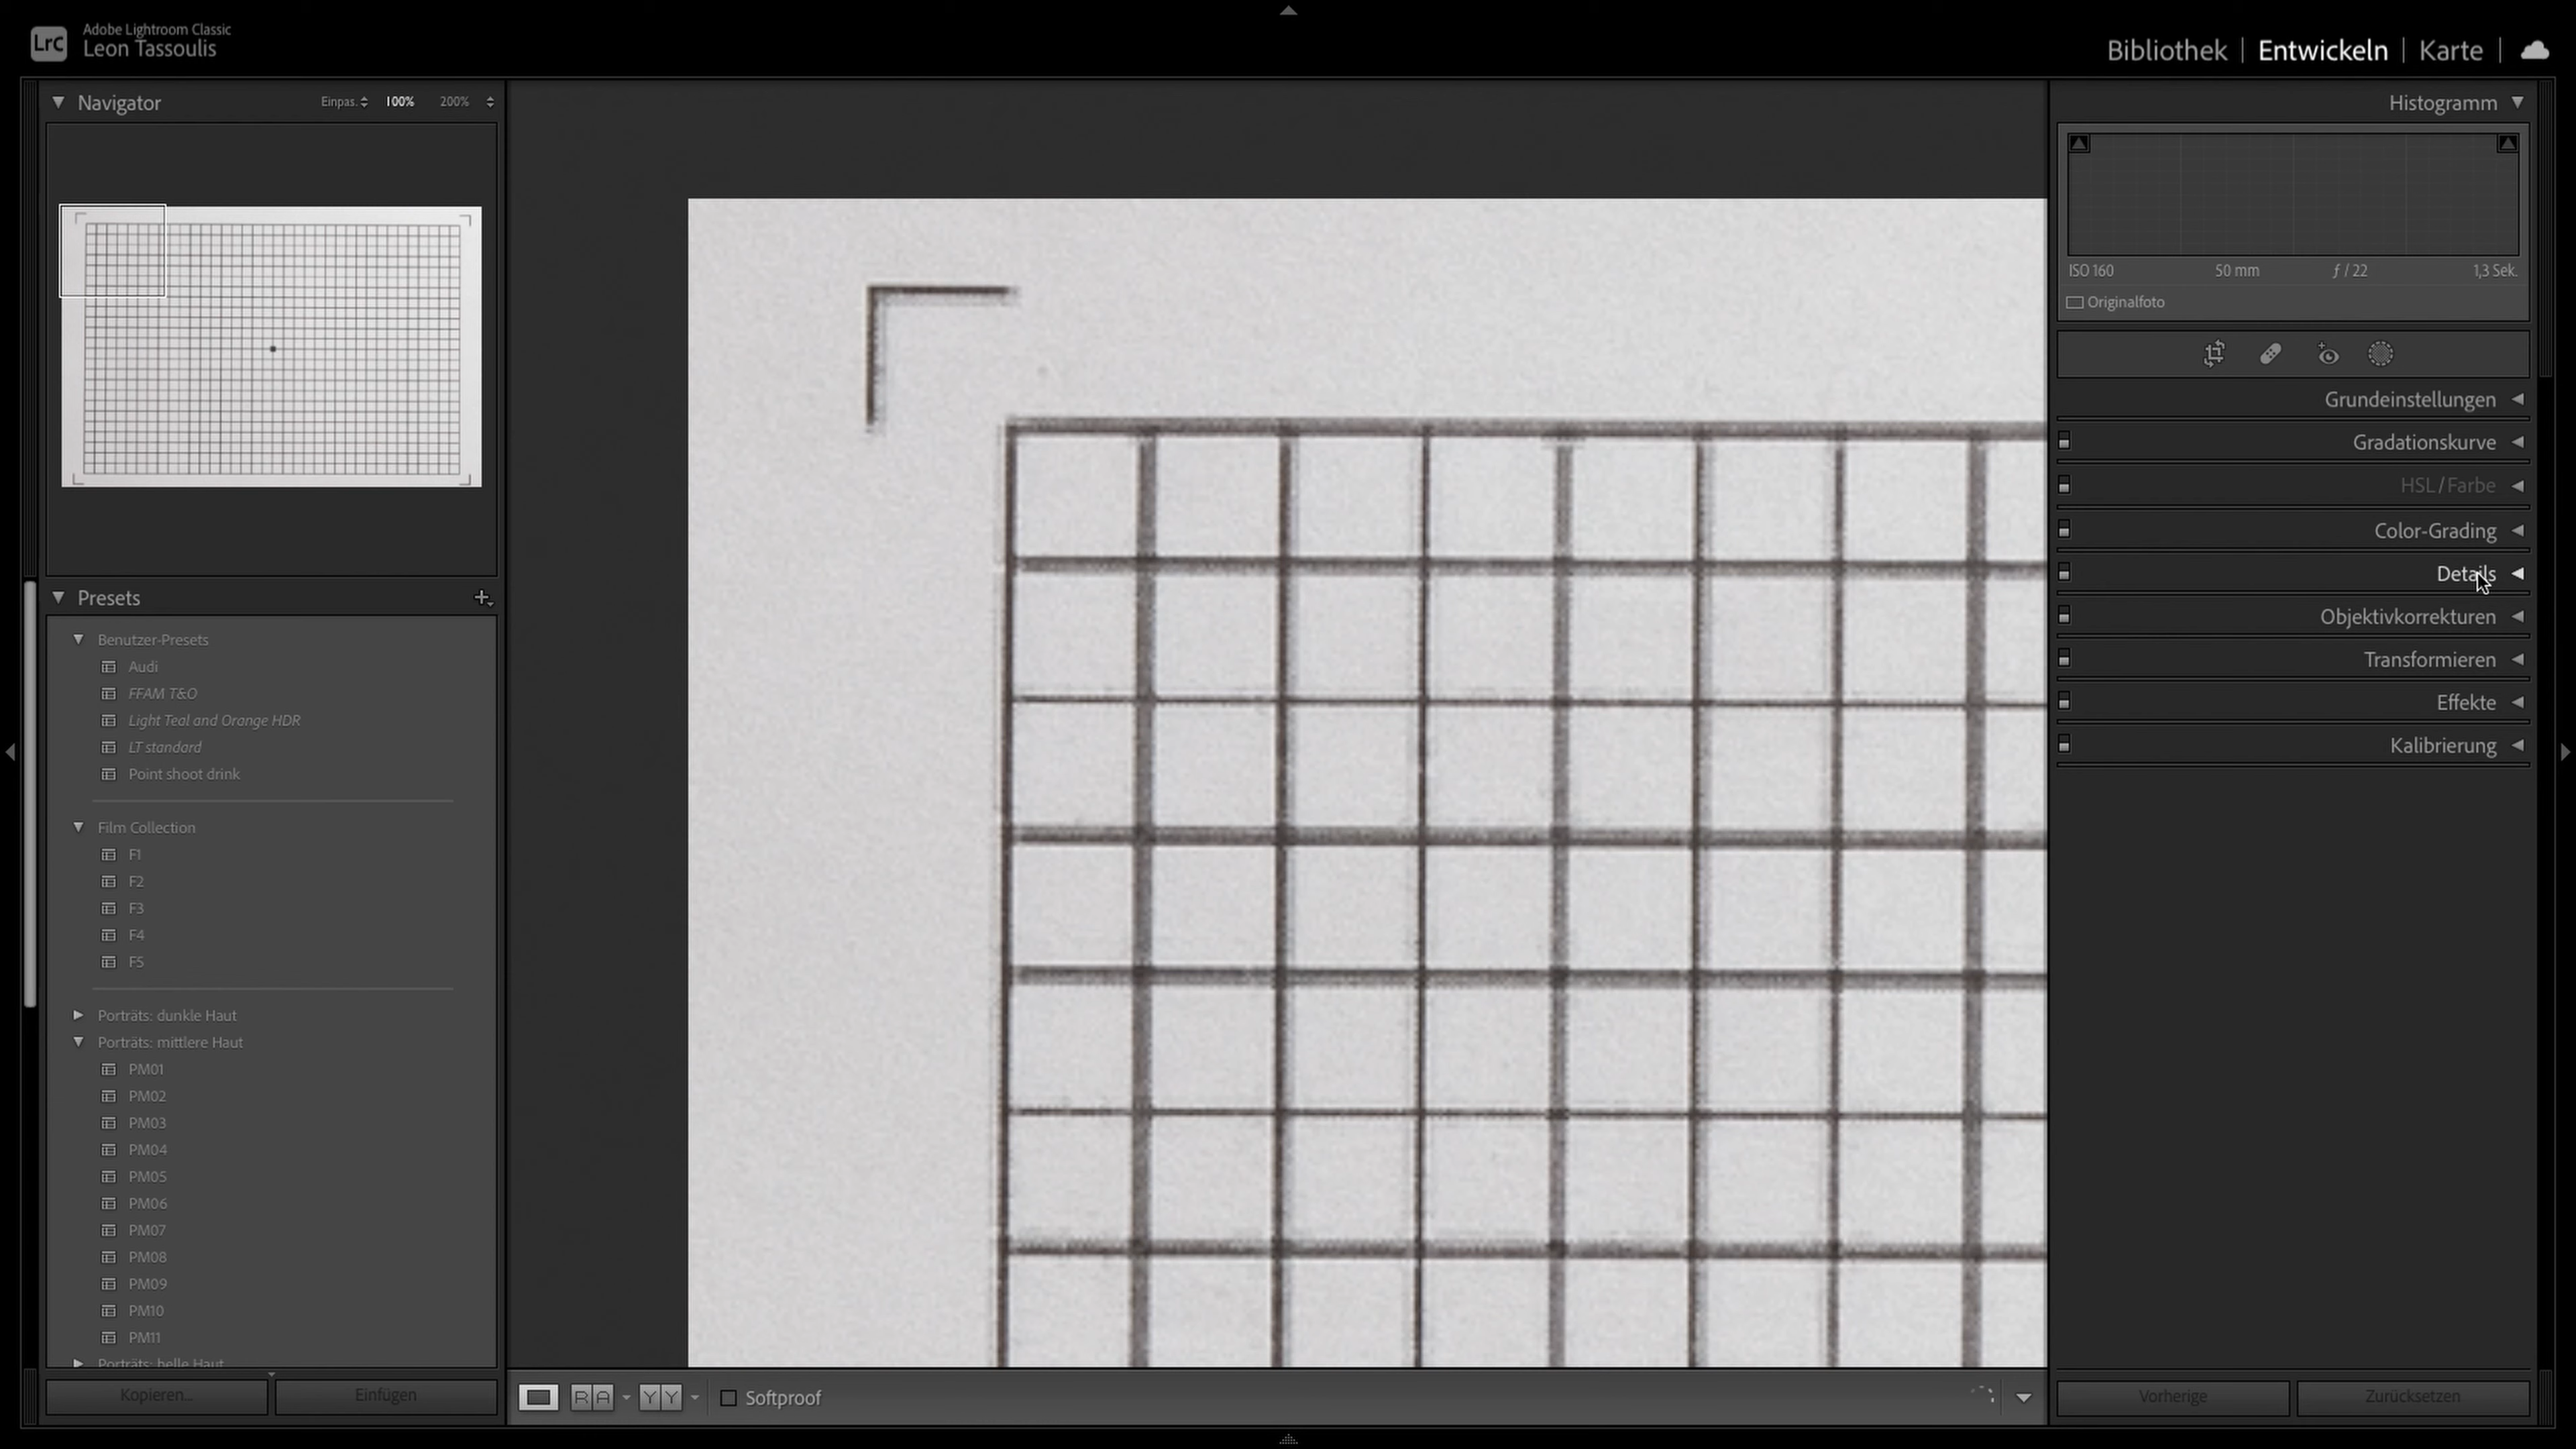 Adobe Lightroom Classic
Leon Tassoulis
LrC
Bibliothek | Entwickeln | Karte |
Navigator
Einpas. 100% 200%
Presets
Benutzer-Presets
Audi
FFAM T&O
Light Teal and Orange HDR
LT standard
Point shoot drink
Film Collection
F1
F2
F3
F4
F5
Porträts: dunkle Haut
Porträts: mittlere Haut
PM01
PM02
PM03
PM04
PM05
PM06
PM07
PM08
PM09
PM10
PM11
Porträts: helle Haut
Kopieren...
Einfügen
R A
Y Y
Softproof
Histogramm
ISO 160 50 mm ƒ / 22 1,3 Sek.
Originalfoto
Grundeinstellungen
Gradationskurve
HSL / Farbe
Color-Grading
Details
Objektivkorrekturen
Transformieren
Effekte
Kalibrierung
Vorherige
Zurücksetzen